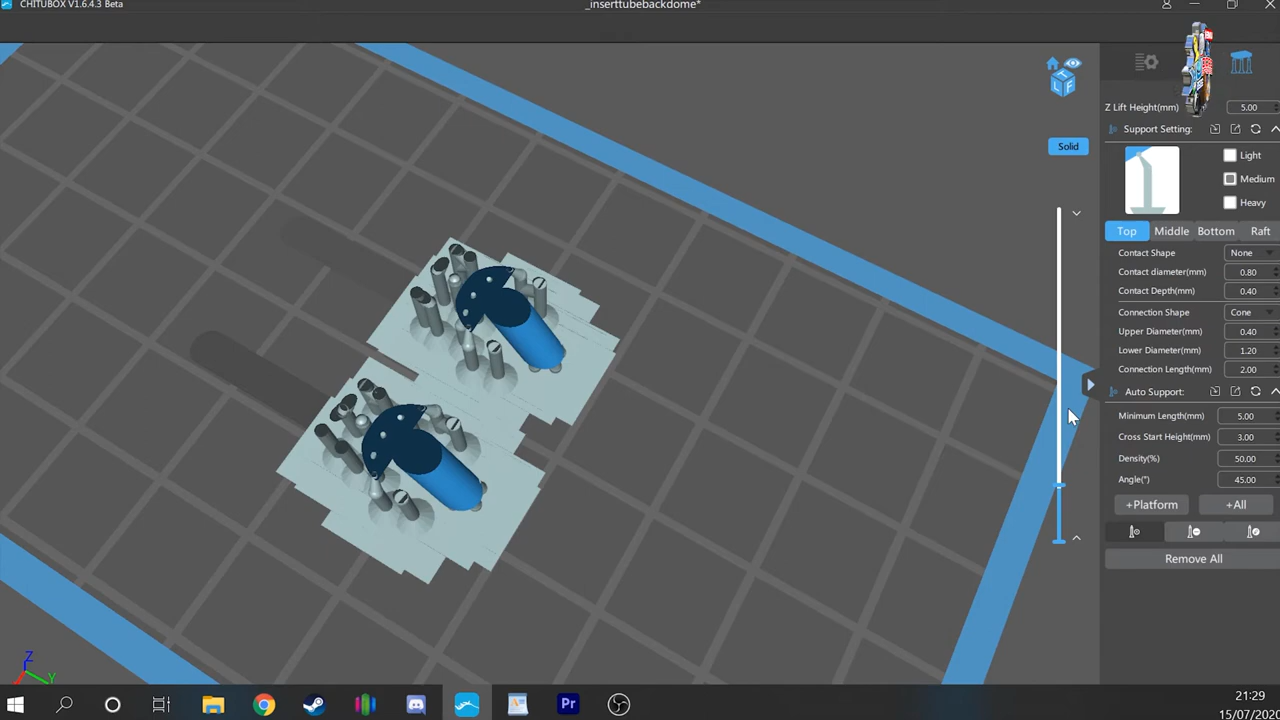 CHITUBOX V1.6.4.3 Beta
_inserttubebackdome*
Z Lift Height(mm) 5.00
Support Setting:
Light
Medium
Heavy
Top Middle Bottom Raft
Contact Shape None
Contact diameter(mm) 0.80
Contact Depth(mm) 0.40
Connection Shape Cone
Upper Diameter(mm) 0.40
Lower Diameter(mm) 1.20
Connection Length(mm) 2.00
Auto Support:
Minimum Length(mm) 5.00
Cross Start Height(mm) 3.00
Density(%) 50.00
Angle(°) 45.00
+Platform +All
Remove All
Solid
T
L F
Z
Y
Pr
21:29
15/07/2020